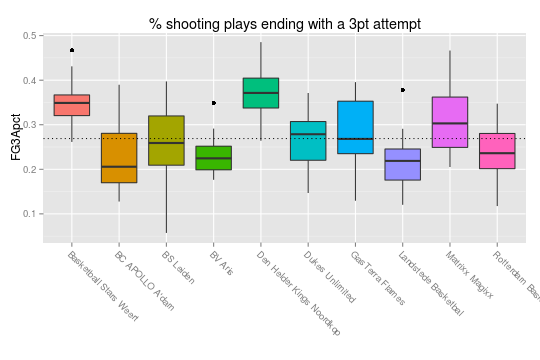 % shooting plays ending with a 3pt attempt
FG3Apct
0.5
0.4
0.3
0.2
0.1
Basketball Stars Weert
BC APOLLO A'dam
BS Leiden
BV Aris
Den Helder Kings Noordkop
Dukes Unlimited
GasTerra Flames
Landstede Basketbal
Matrixx Magixx
Rotterdam Bas